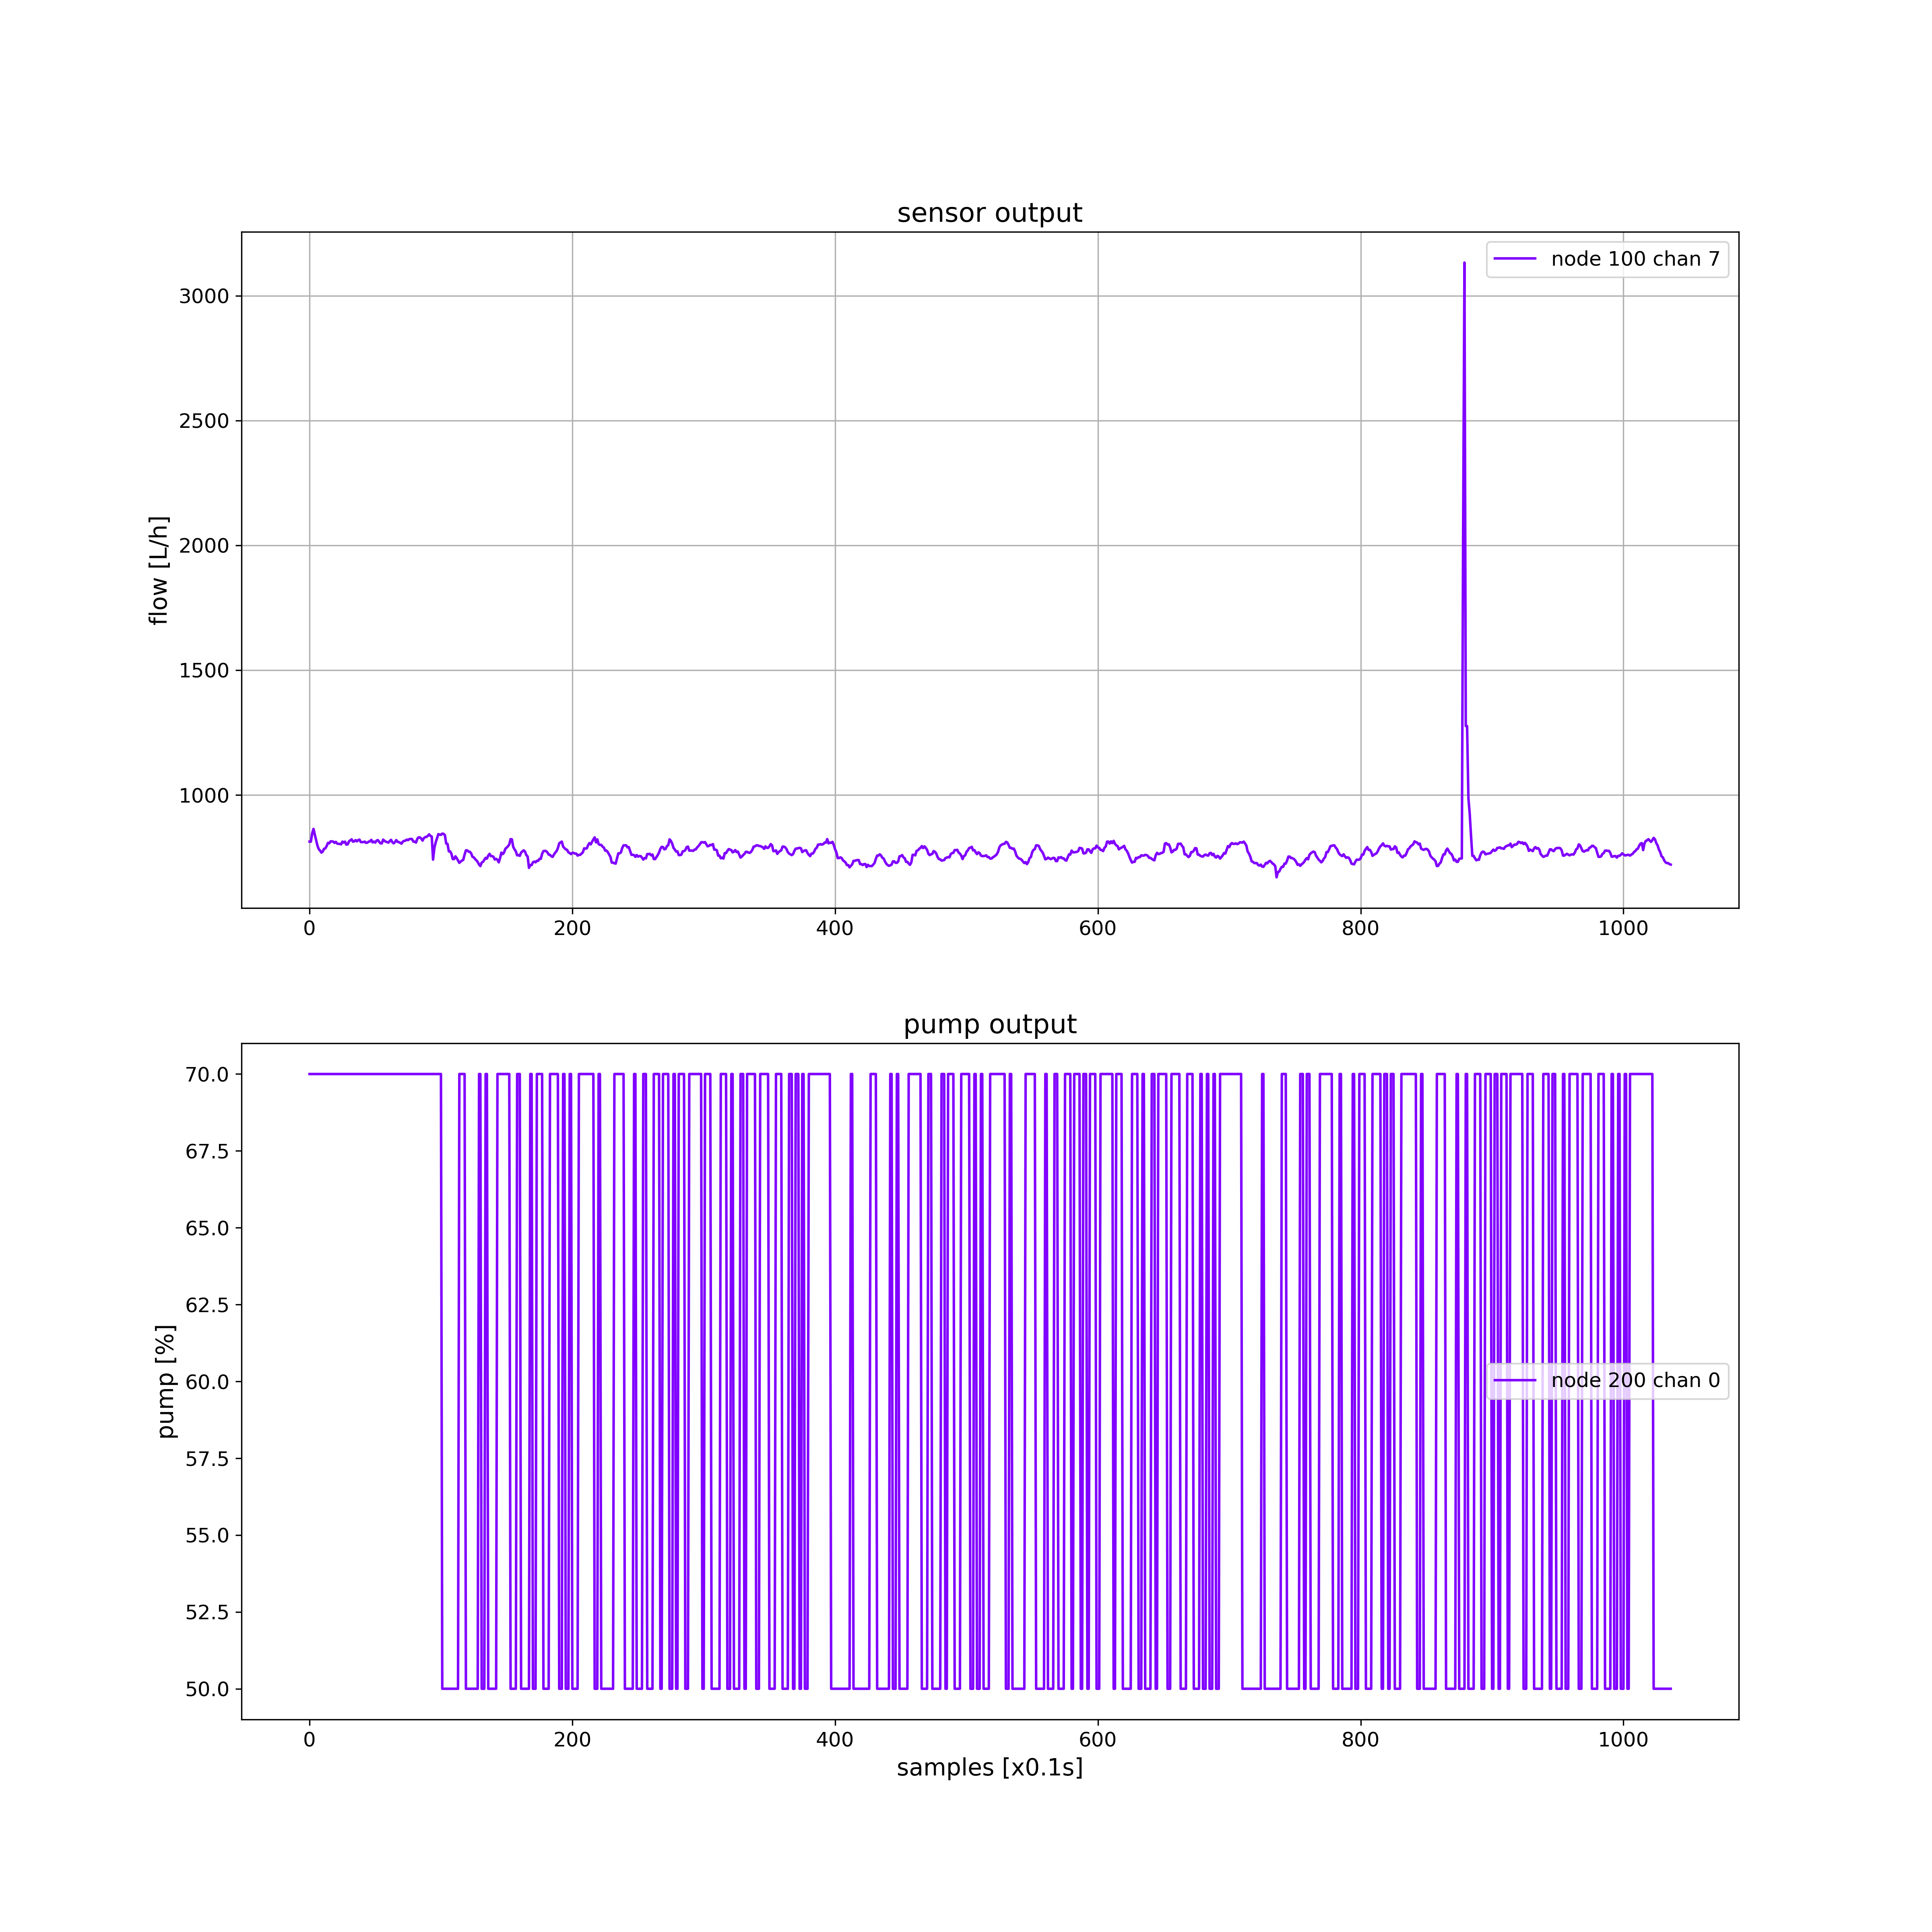 sensor output
node 100 chan 7
flow [L/h]
3000
2500
2000
1500
1000
0 200 400 600 800 1000
pump output
node 200 chan 0
pump [%]
70.0
67.5
65.0
62.5
60.0
57.5
55.0
52.5
50.0
0 200 400 600 800 1000
samples [x0.1s]